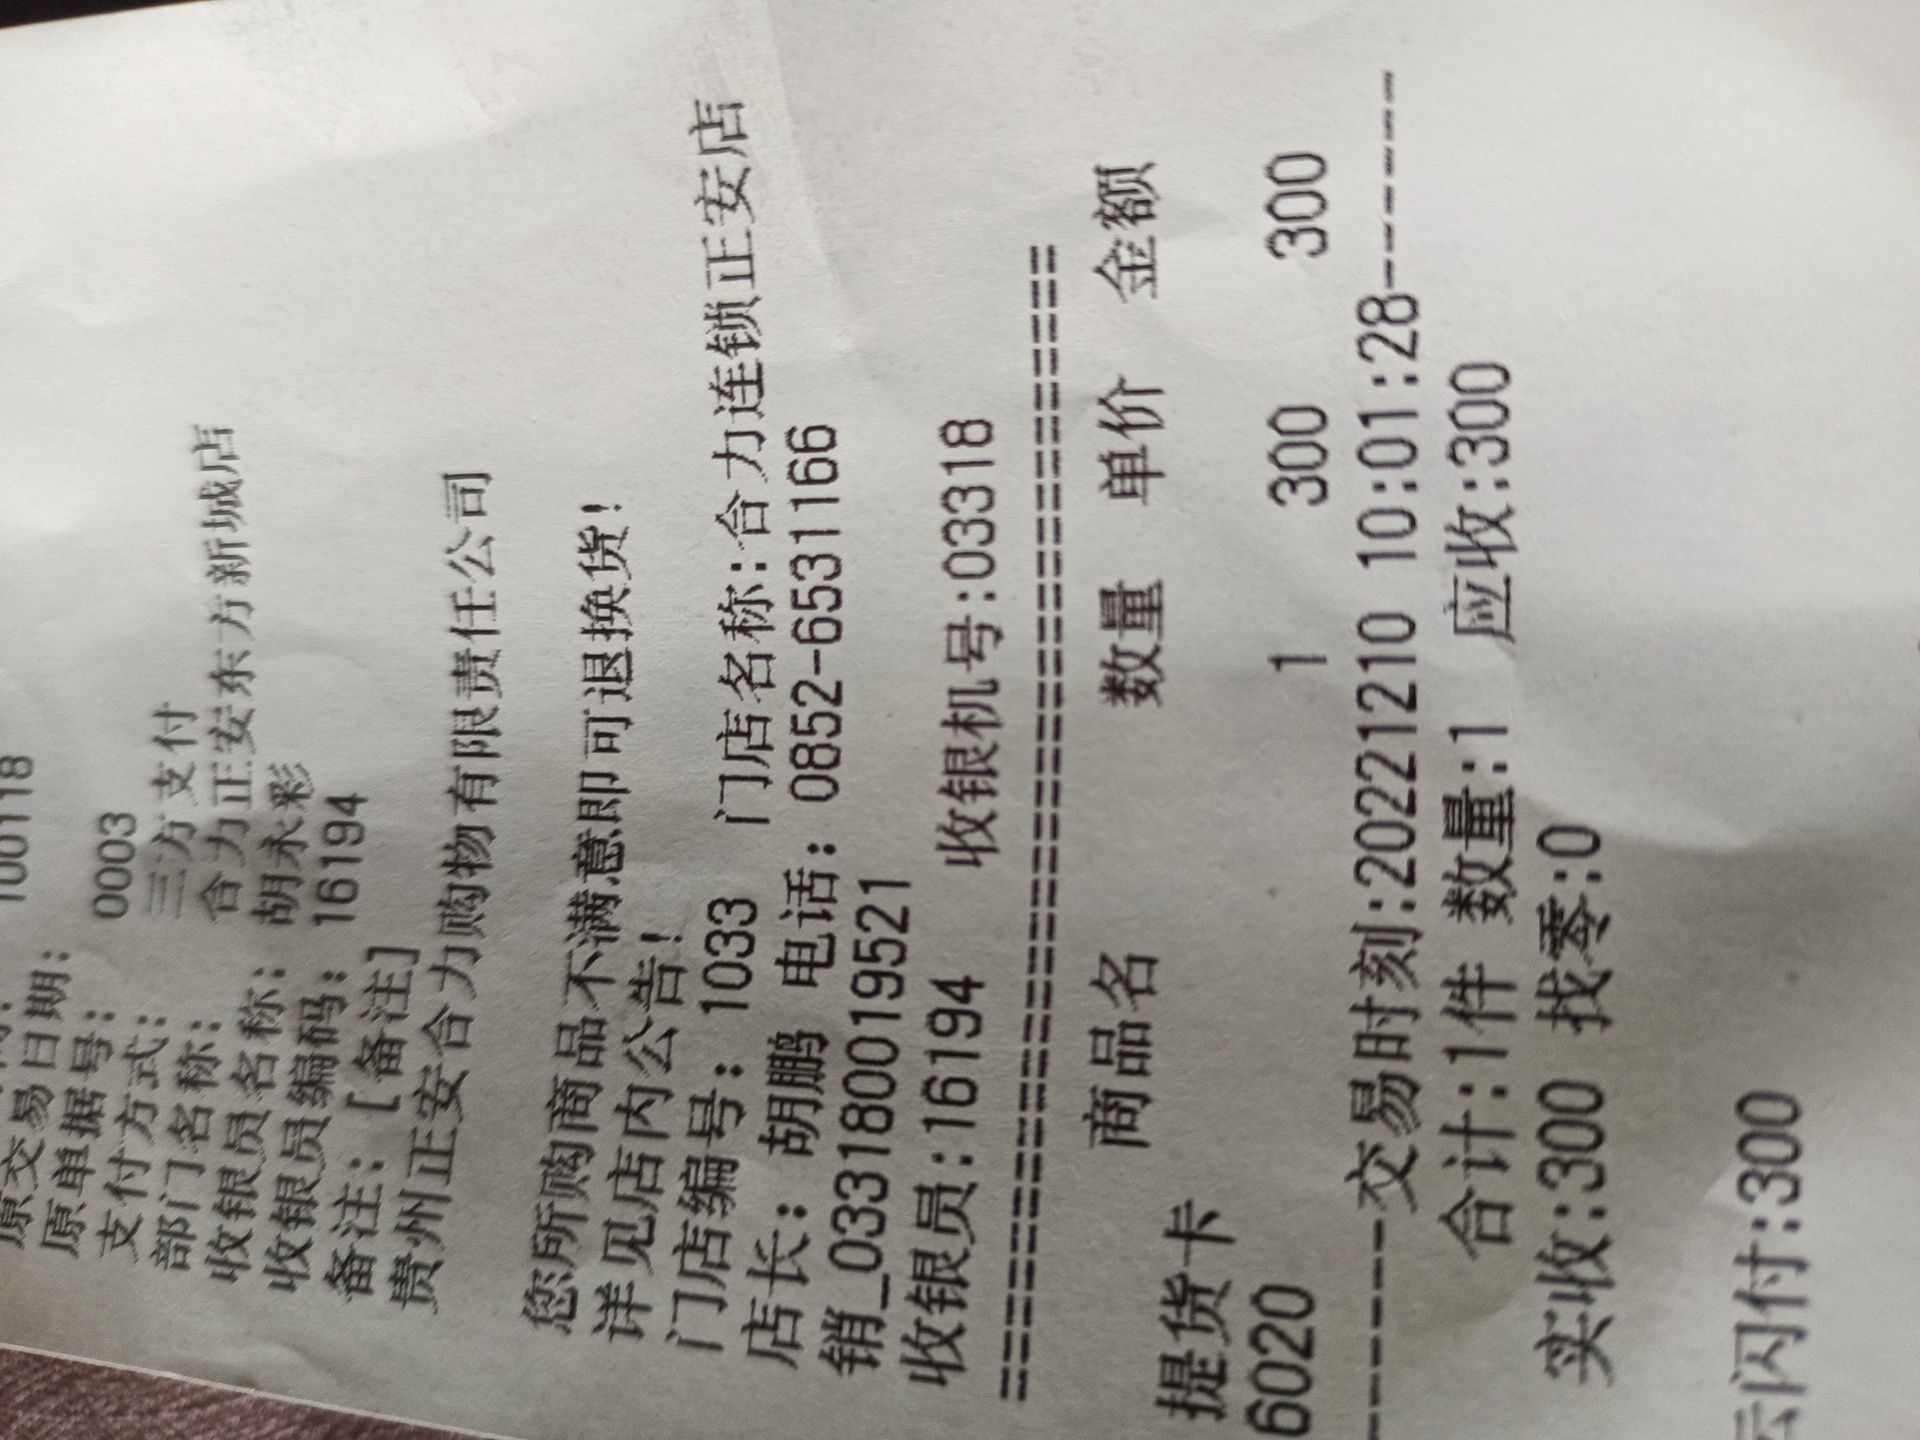 100118
原交易日期:
原单据号: 0003
支付方式: 三方支付
部门名称: 合力正安东方新城店
收银员名称: 胡永彩
收银员编码: 16194
备注: [备注]
贵州正安合力购物有限责任公司
您所购商品不满意即可退换货!
详见店内公告!
门店编号: 1033 门店名称:合力连锁正安店
店长: 胡鹏 电话: 0852-6531166
销_033180019521
收银员:16194 收银机号:03318
商品名 数量 单价 金额
提货卡
6020 1 300 300
--------交易时刻:20221210 10:01:28---------
合计:1件 数量:1 应收:300
实收:300 找零:0
云闪付:300